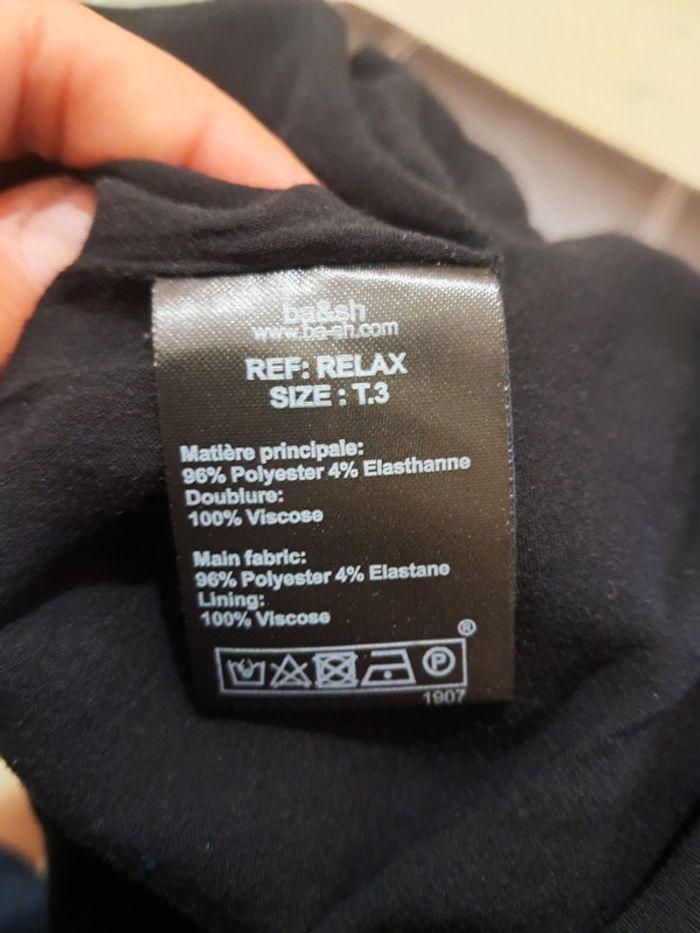 ba&sh
www.ba-sh.com
REF: RELAX
SIZE : T.3
Matière principale:
96% Polyester 4% Elasthanne
Doublure:
100% Viscose
Main fabric:
96% Polyester 4% Elastane
Lining:
100% Viscose
®
P
1907